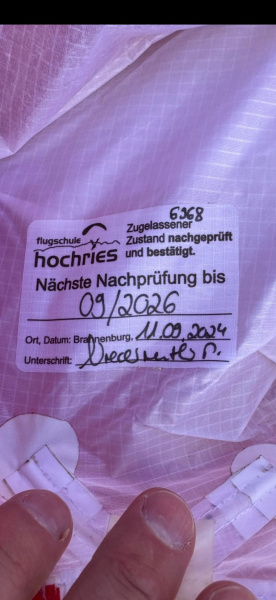 6968
Zugelassener
flugschule
Zustand nachgeprüft
hochries und bestätigt.
Nächste Nachprüfung bis
09/2026
Ort, Datum: Brannenburg, 11.09.2024
Unterschrift: